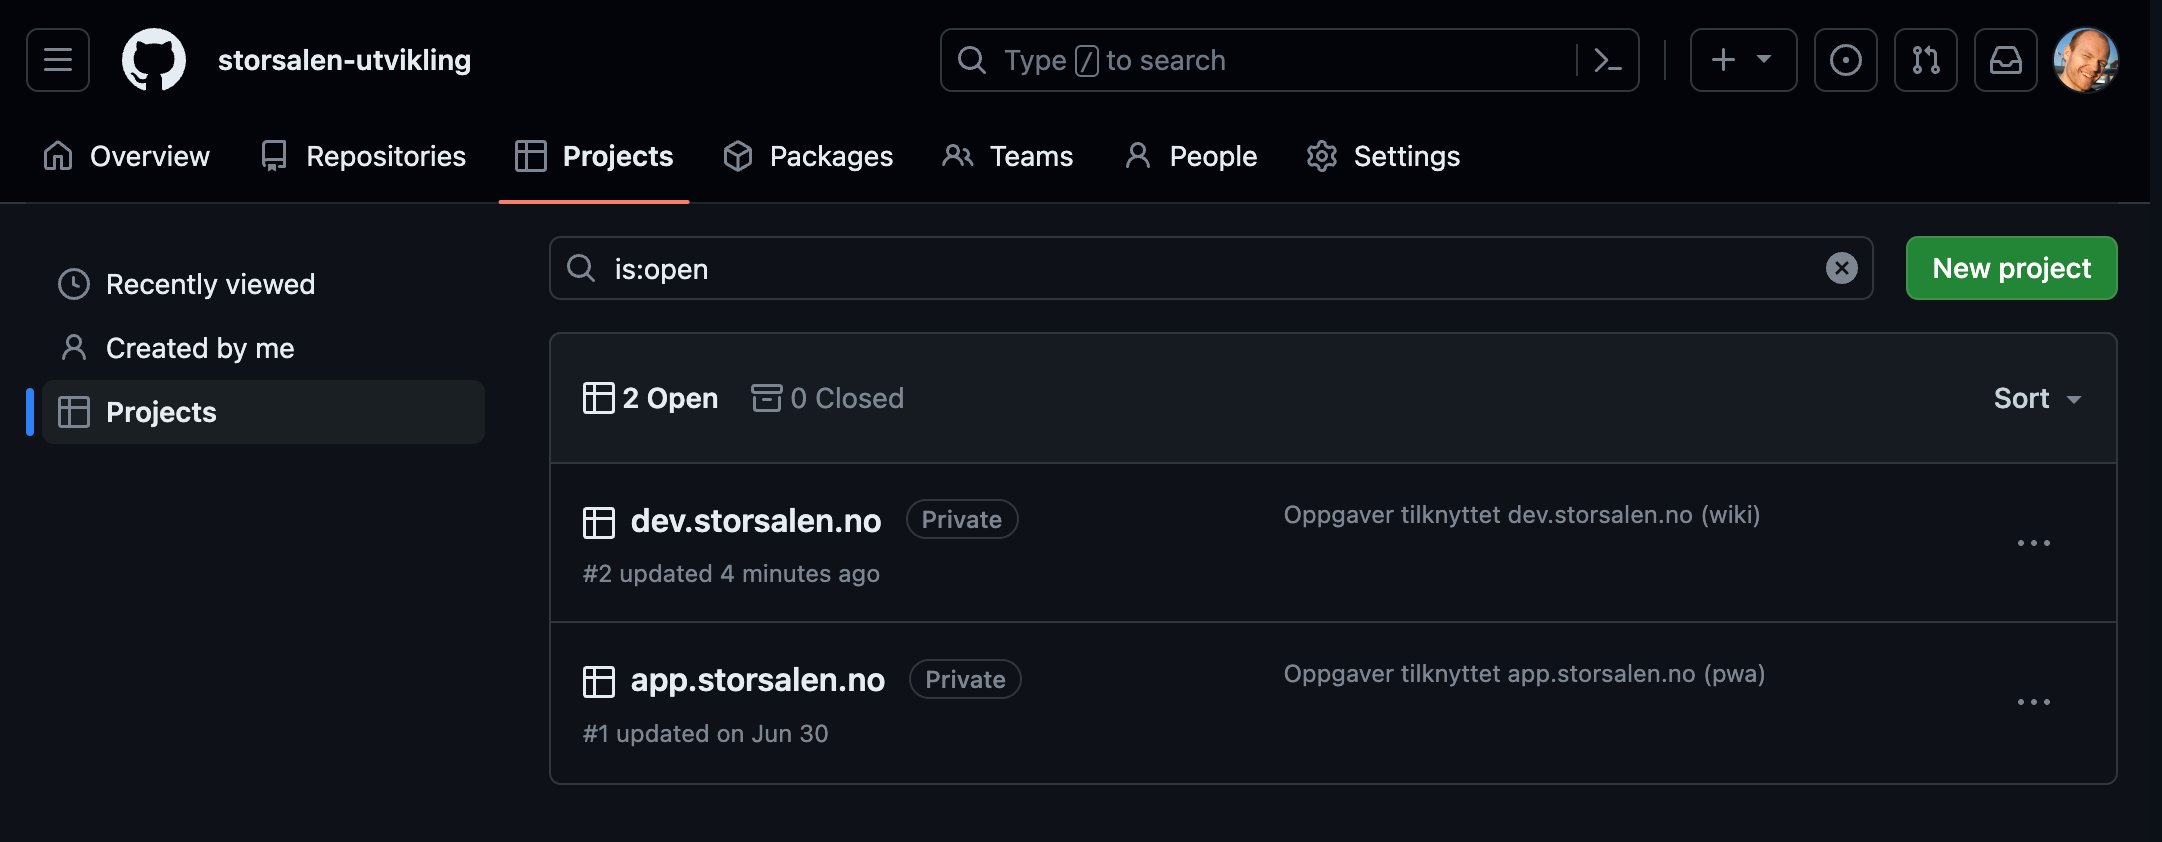 storsalen-utvikling
Type / to search
Overview
Repositories
Projects
Packages
Teams
People
Settings
Recently viewed
Created by me
Projects
is:open
New project
2 Open
0 Closed
Sort
dev.storsalen.no
Private
Oppgaver tilknyttet dev.storsalen.no (wiki)
#2 updated 4 minutes ago
app.storsalen.no
Private
Oppgaver tilknyttet app.storsalen.no (pwa)
#1 updated on Jun 30